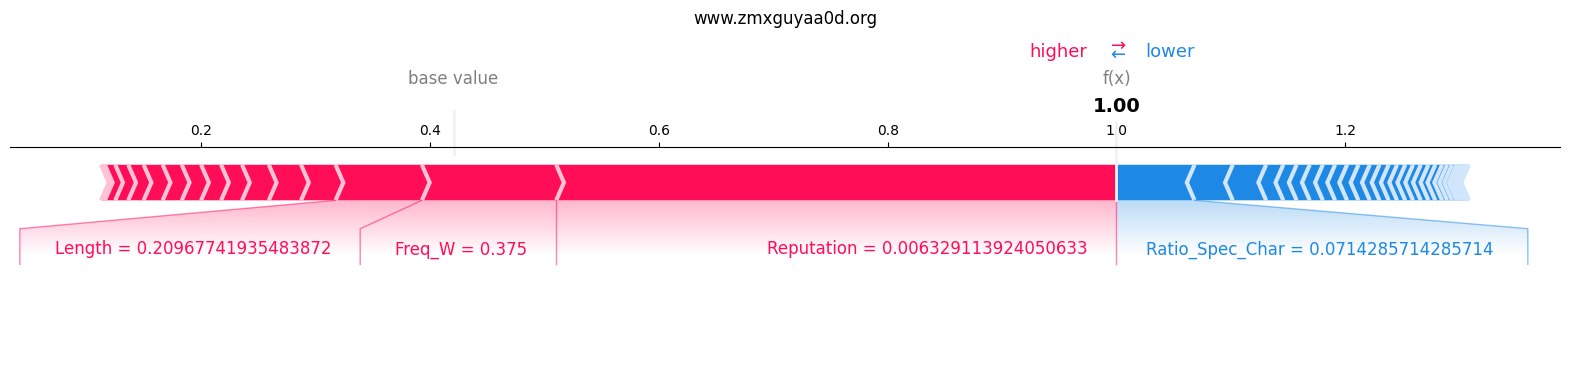 www.zmxguyaa0d.org
higher ⇄ lower
base value f(x)
1.00
0.2 0.4 0.6 0.8 1.0 1.2
Length = 0.20967741935483872 Freq_W = 0.375 Reputation = 0.006329113924050633 Ratio_Spec_Char = 0.0714285714285714